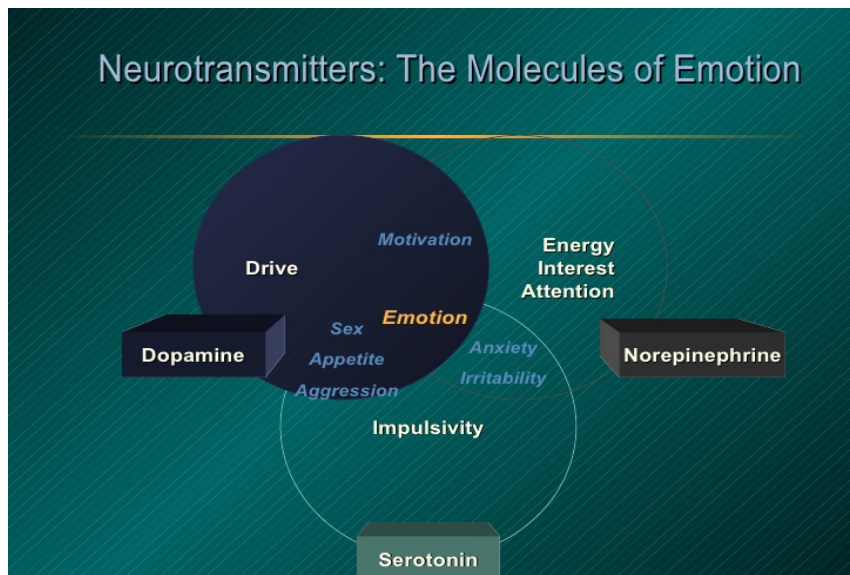 Neurotransmitters: The Molecules of Emotion
Motivation
Drive
Energy
Interest
Attention
Emotion
Sex
Appetite
Aggression
Anxiety
Irritability
Dopamine
Norepinephrine
Impulsivity
Serotonin